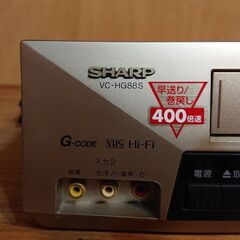 SHARP
VC-HG88S
早送り/
巻戻し
400倍速
G-CODE VHS Hi-Fi
入力2
映像 左(モノ)-音声-右
電源 ▲取